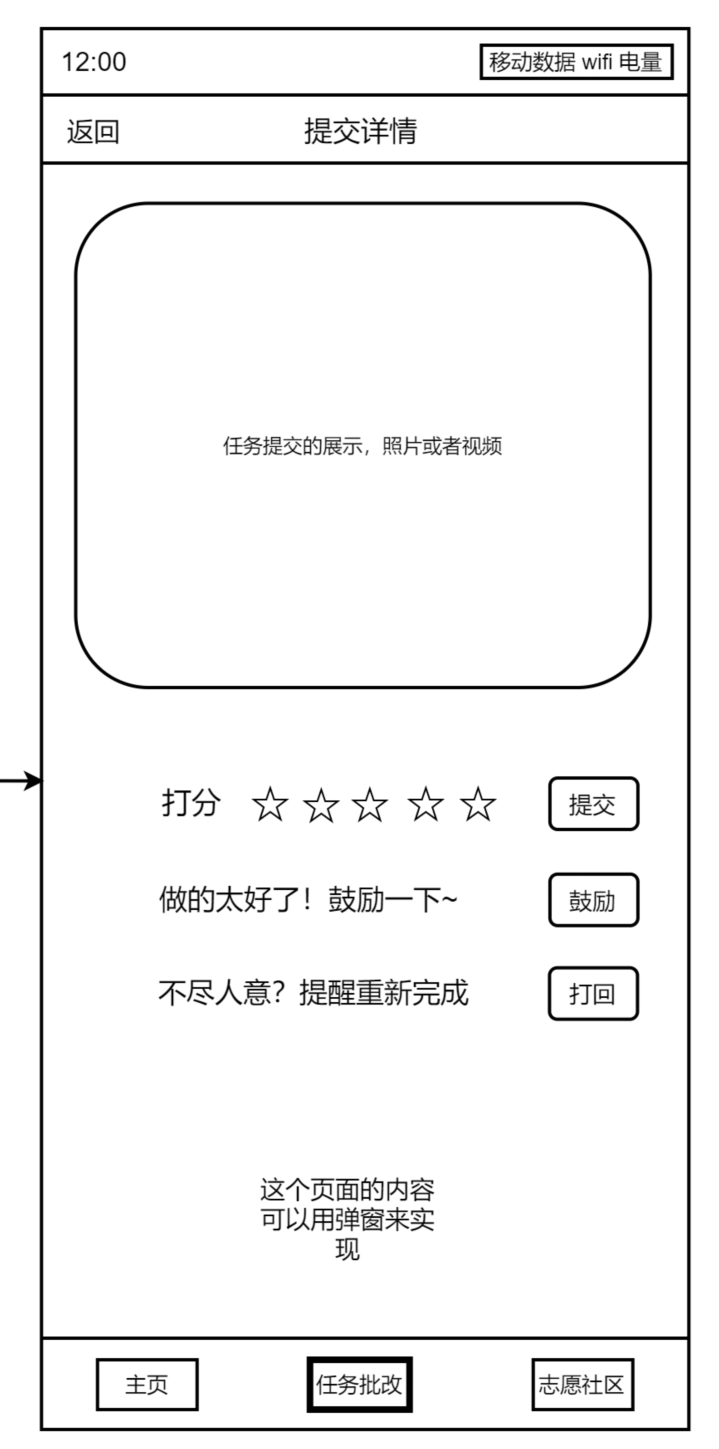 12:00
移动数据 wifi 电量
返回
提交详情
任务提交的展示，照片或者视频
打分
提交
做的太好了！鼓励一下~
鼓励
不尽人意？提醒重新完成
打回
这个页面的内容
可以用弹窗来实
现
主页
任务批改
志愿社区